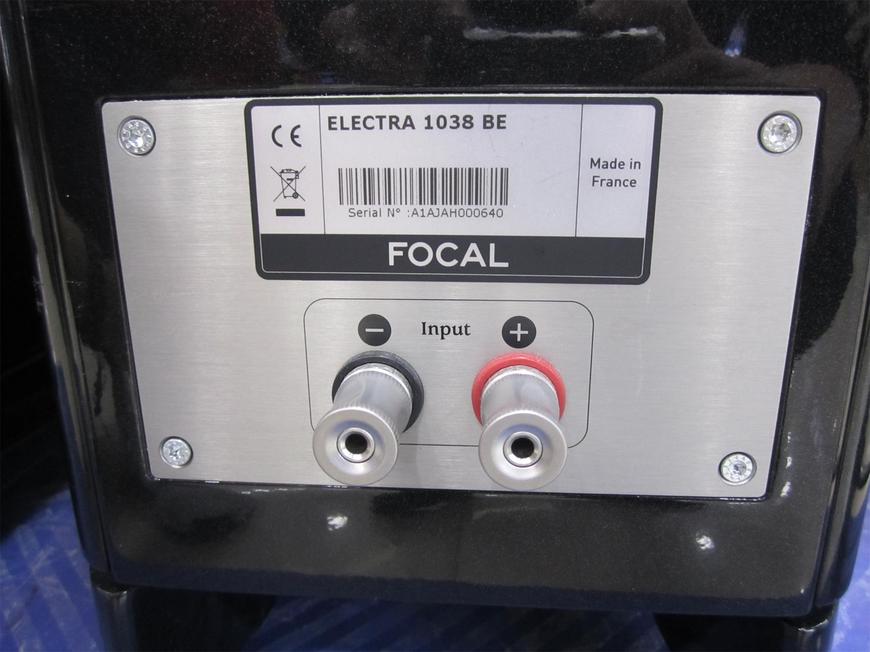 CE
ELECTRA 1038 BE
Made in
France
Serial N° :A1AJAH000640
FOCAL
− Input +